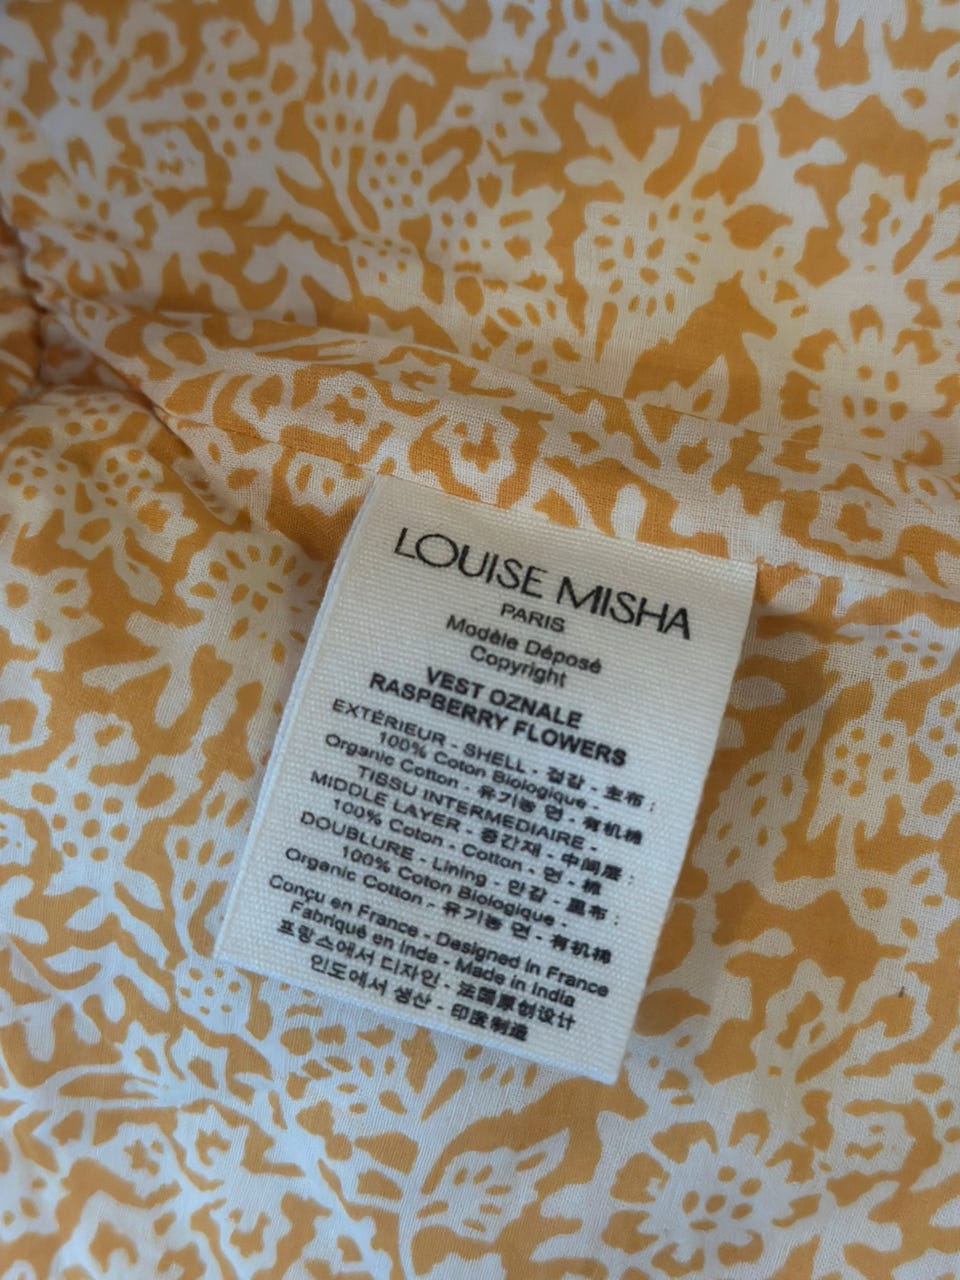 LOUISE MISHA
PARIS
Modèle Déposé
Copyright
VEST OZNALE
RASPBERRY FLOWERS
EXTÉRIEUR - SHELL - 겉감 - 主布 :
100% Coton Biologique -
Organic Cotton - 유기농 면 - 有机棉
TISSU INTERMEDIAIRE -
MIDDLE LAYER - 중간재 - 中间层 :
100% Coton - Cotton - 면 - 棉
DOUBLURE - Lining - 안감 - 里布 :
100% Coton Biologique -
Organic Cotton - 유기농 면 - 有机棉
Conçu en France - Designed in France
Fabriqué en Inde - Made in India
프랑스에서 디자인 - 法国原创设计
인도에서 생산 - 印度制造